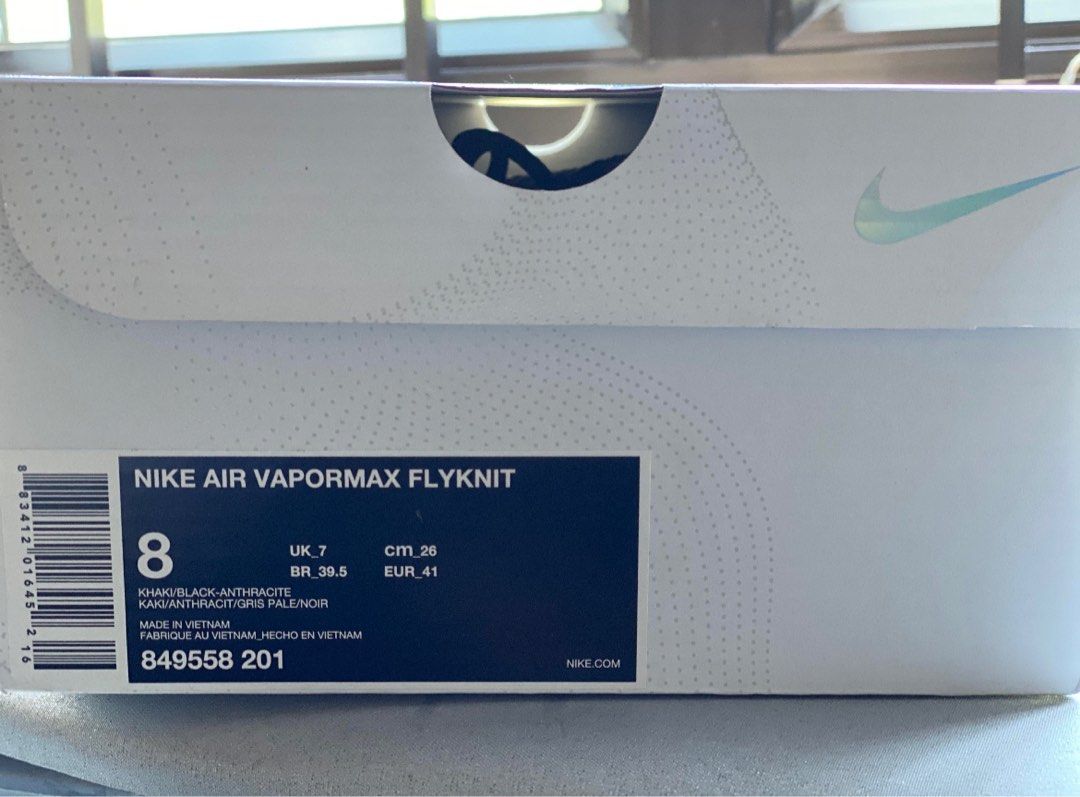 NIKE AIR VAPORMAX FLYKNIT
8
UK_7 cm_26
BR_39.5 EUR_41
KHAKI/BLACK-ANTHRACITE
KAKI/ANTHRACIT/GRIS PALE/NOIR
MADE IN VIETNAM
FABRIQUE AU VIETNAM_HECHO EN VIETNAM
849558 201
NIKE.COM
8 83412 01645 2 16